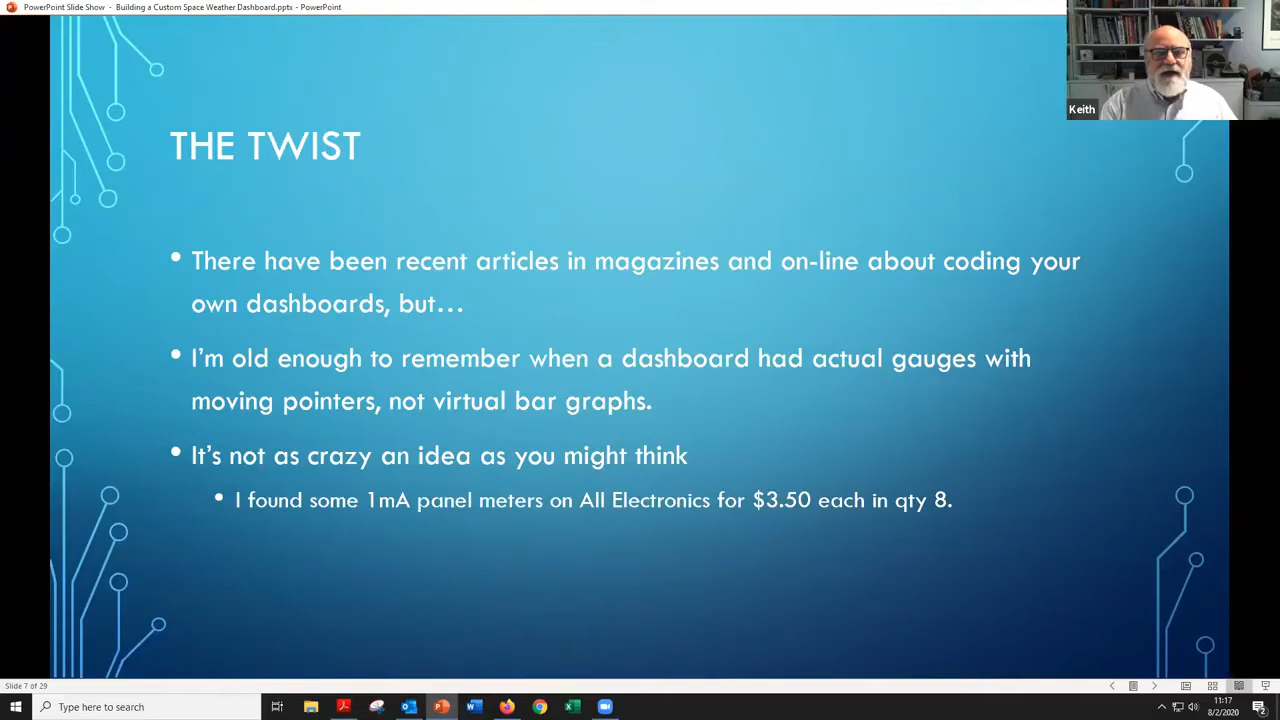 PowerPoint Slide Show - Building a Custom Space Weather Dashboard.pptx - PowerPoint
Keith
THE TWIST
• There have been recent articles in magazines and on-line about coding your
own dashboards, but…
• I'm old enough to remember when a dashboard had actual gauges with
moving pointers, not virtual bar graphs.
• It's not as crazy an idea as you might think
• I found some 1mA panel meters on All Electronics for $3.50 each in qty 8.
Slide 7 of 29
Type here to search
11:17
8/2/2020
2